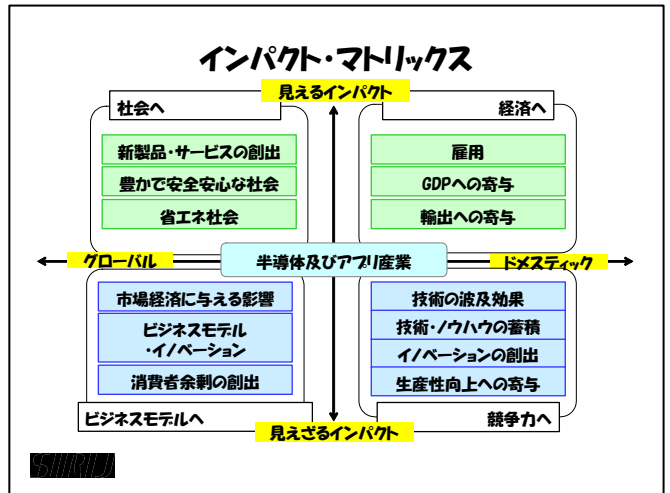 インパクト・マトリックス
見えるインパクト
社会へ
経済へ
新製品・サービスの創出
豊かで安全安心な社会
省エネ社会
雇用
GDPへの寄与
輸出への寄与
グローバル
半導体及びアプリ産業
ドメスティック
市場経済に与える影響
ビジネスモデル
・イノベーション
消費者余剰の創出
技術の波及効果
技術・ノウハウの蓄積
イノベーションの創出
生産性向上への寄与
ビジネスモデルへ
見えざるインパクト
競争力へ
SIRIJ